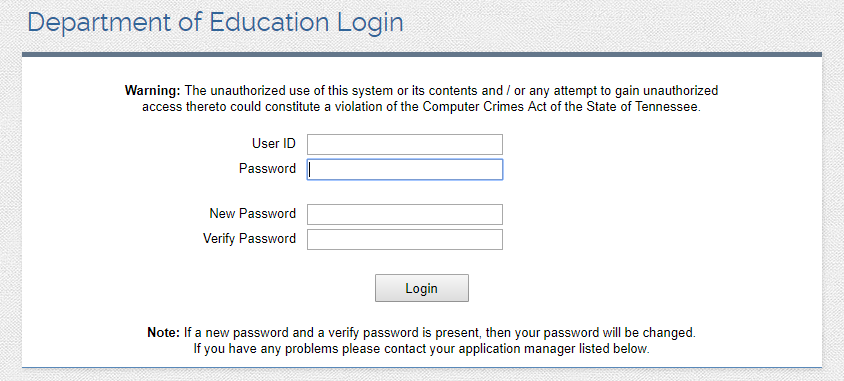 Department of Education Login
Warning: The unauthorized use of this system or its contents and / or any attempt to gain unauthorized
access thereto could constitute a violation of the Computer Crimes Act of the State of Tennessee.
User ID
Password
New Password
Verify Password
Login
Note: If a new password and a verify password is present, then your password will be changed.
If you have any problems please contact your application manager listed below.